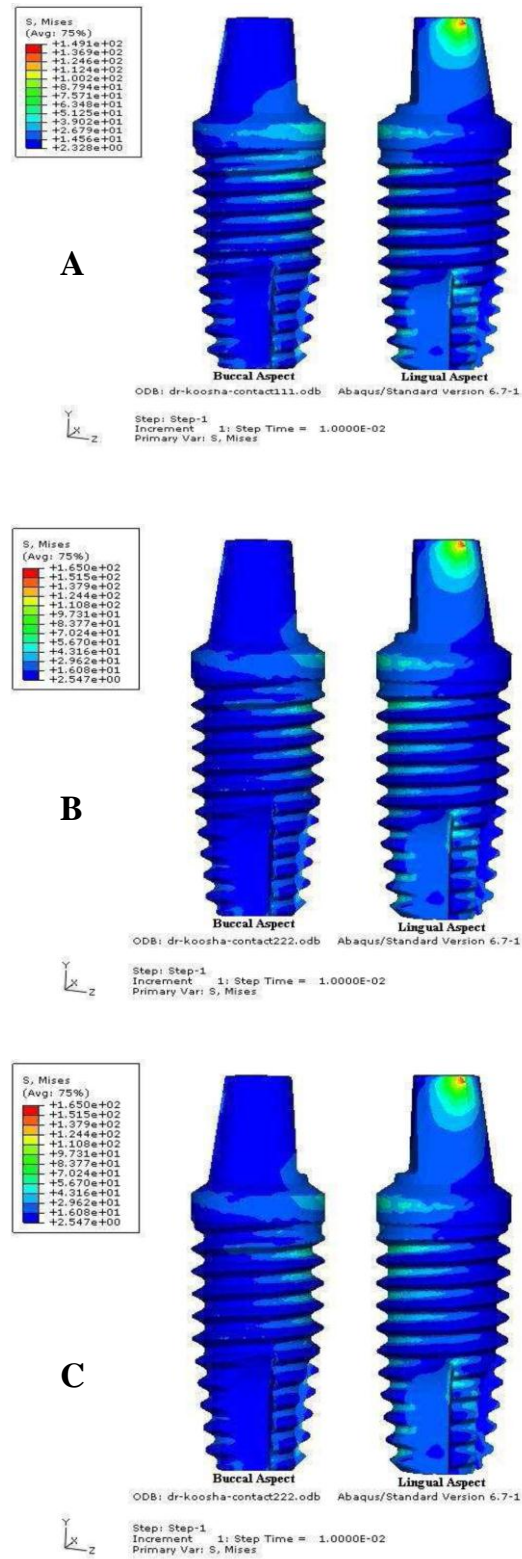 S, Mises
(Avg: 75%)
+1.491e+02
+1.369e+02
+1.246e+02
+1.124e+02
+1.002e+02
+8.794e+01
+7.571e+01
+6.348e+01
+5.125e+01
+3.902e+01
+2.679e+01
+1.456e+01
+2.328e+00
A
Buccal Aspect
Lingual Aspect
ODB: dr-koosha-contact111.odb Abaqus/Standard Version 6.7-1
Y
X
Z
Step: Step-1
Increment 1: Step Time = 1.0000E-02
Primary Var: S, Mises
S, Mises
(Avg: 75%)
+1.650e+02
+1.515e+02
+1.379e+02
+1.244e+02
+1.108e+02
+9.731e+01
+8.377e+01
+7.024e+01
+5.670e+01
+4.316e+01
+2.962e+01
+1.608e+01
+2.547e+00
B
Buccal Aspect
Lingual Aspect
ODB: dr-koosha-contact222.odb Abaqus/Standard Version 6.7-1
Y
X
Z
Step: Step-1
Increment 1: Step Time = 1.0000E-02
Primary Var: S, Mises
S, Mises
(Avg: 75%)
+1.650e+02
+1.515e+02
+1.379e+02
+1.244e+02
+1.108e+02
+9.731e+01
+8.377e+01
+7.024e+01
+5.670e+01
+4.316e+01
+2.962e+01
+1.608e+01
+2.547e+00
C
Buccal Aspect
Lingual Aspect
ODB: dr-koosha-contact222.odb Abaqus/Standard Version 6.7-1
Y
X
Z
Step: Step-1
Increment 1: Step Time = 1.0000E-02
Primary Var: S, Mises